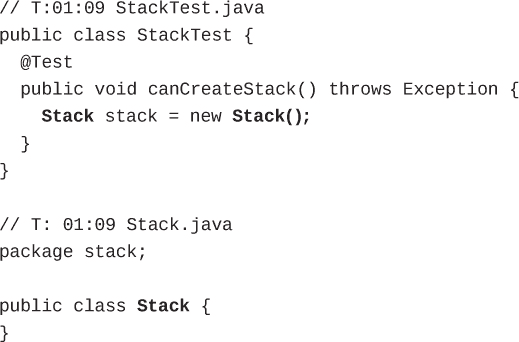 // T:01:09 StackTest.java
public class StackTest {
  @Test
  public void canCreateStack() throws Exception {
    Stack stack = new Stack();
  }
}

// T: 01:09 Stack.java
package stack;

public class Stack {
}